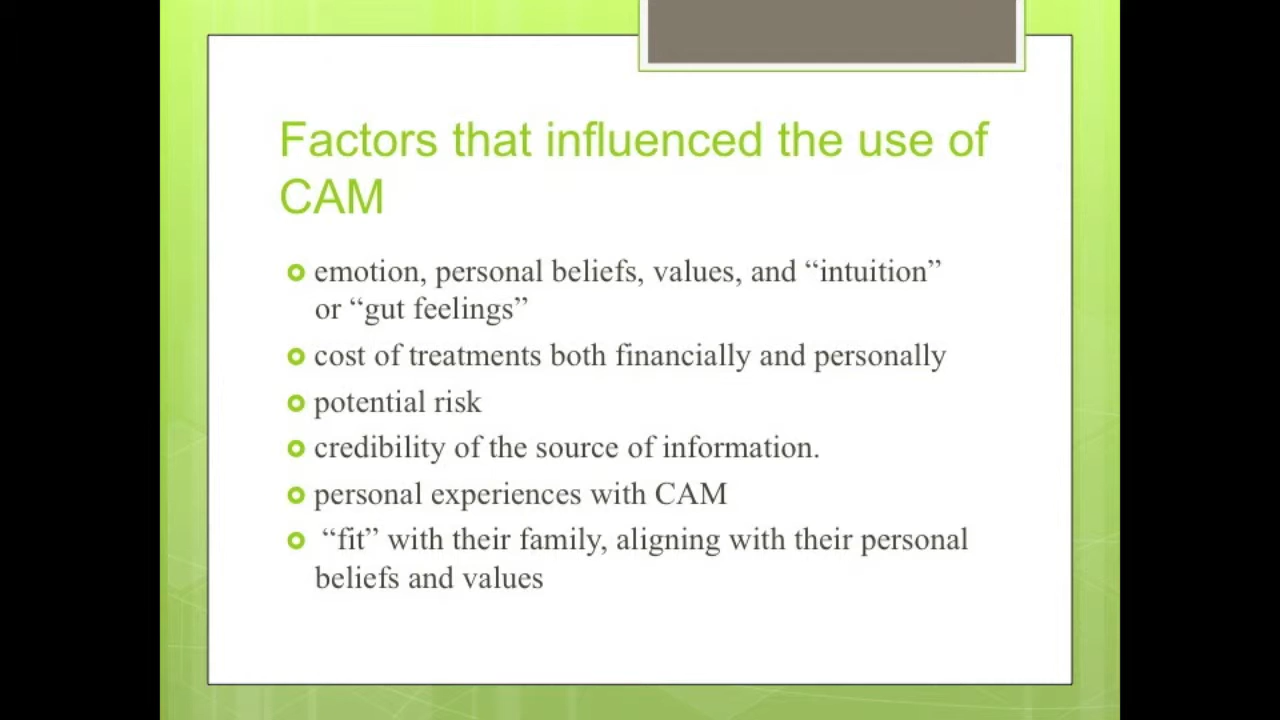 Factors that influenced the use of
CAM
emotion, personal beliefs, values, and “intuition”
or “gut feelings”
cost of treatments both financially and personally
potential risk
credibility of the source of information.
personal experiences with CAM
“fit” with their family, aligning with their personal
beliefs and values